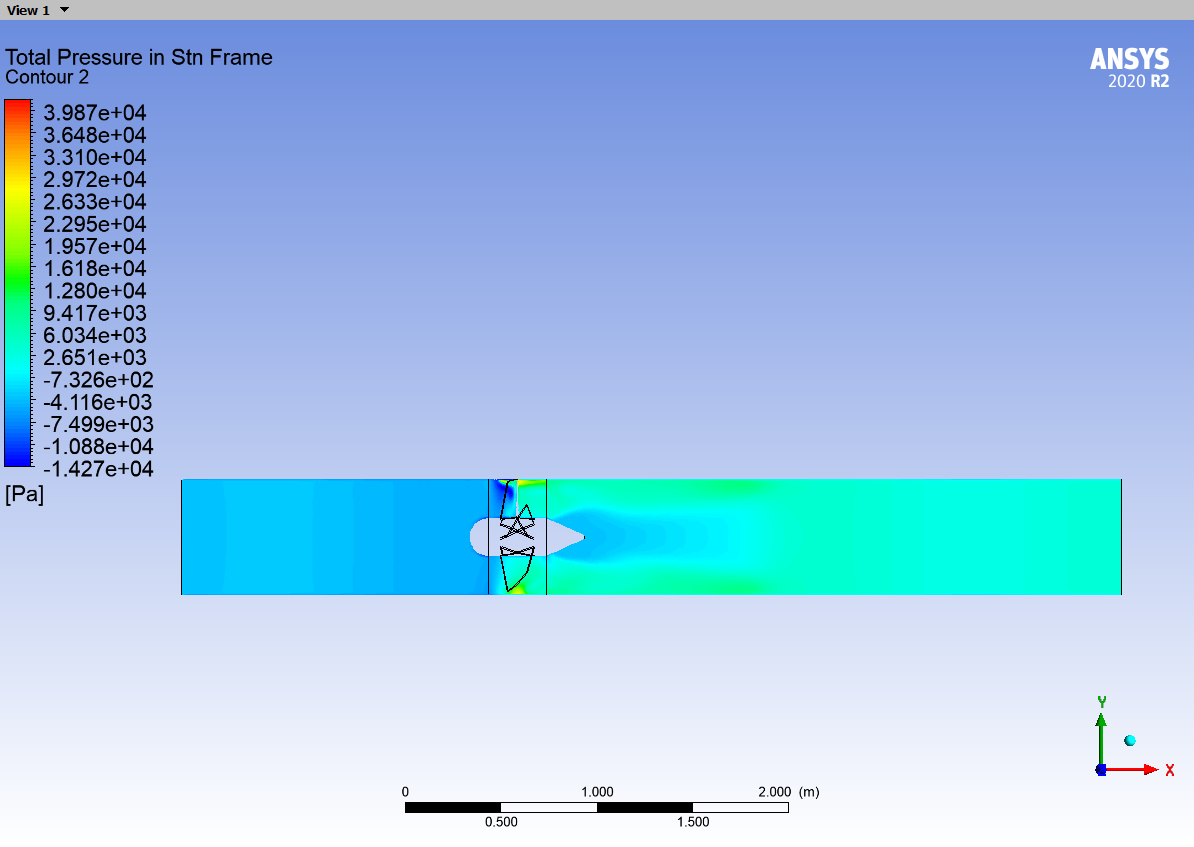 View 1
Total Pressure in Stn Frame
Contour 2
ANSYS
2020 R2
3.987e+04
3.648e+04
3.310e+04
2.972e+04
2.633e+04
2.295e+04
1.957e+04
1.618e+04
1.280e+04
9.417e+03
6.034e+03
2.651e+03
-7.326e+02
-4.116e+03
-7.499e+03
-1.088e+04
-1.427e+04
[Pa]
Y
X
0 1.000 2.000 (m)
0.500 1.500